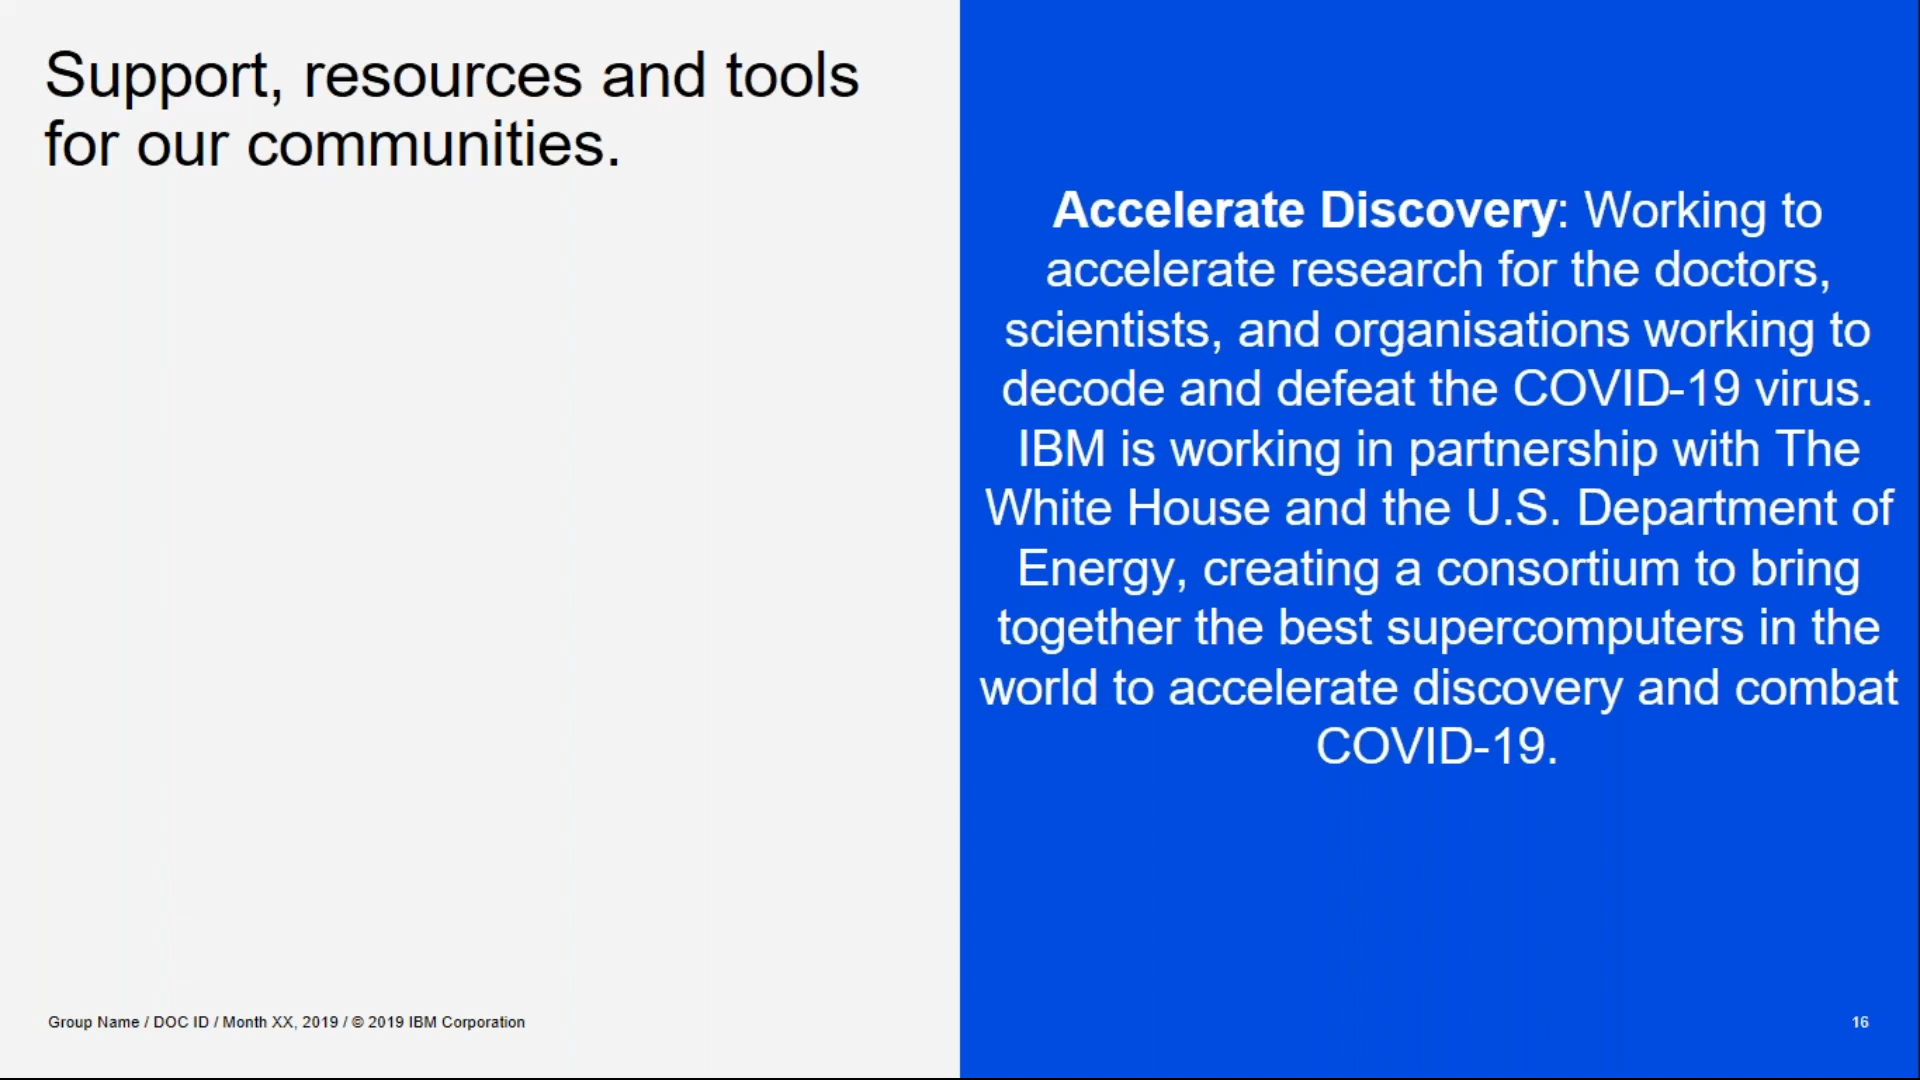 Support, resources and tools
for our communities.
Accelerate Discovery: Working to
accelerate research for the doctors,
scientists, and organisations working to
decode and defeat the COVID-19 virus.
IBM is working in partnership with The
White House and the U.S. Department of
Energy, creating a consortium to bring
together the best supercomputers in the
world to accelerate discovery and combat
COVID-19.
Group Name / DOC ID / Month XX, 2019 / © 2019 IBM Corporation
16